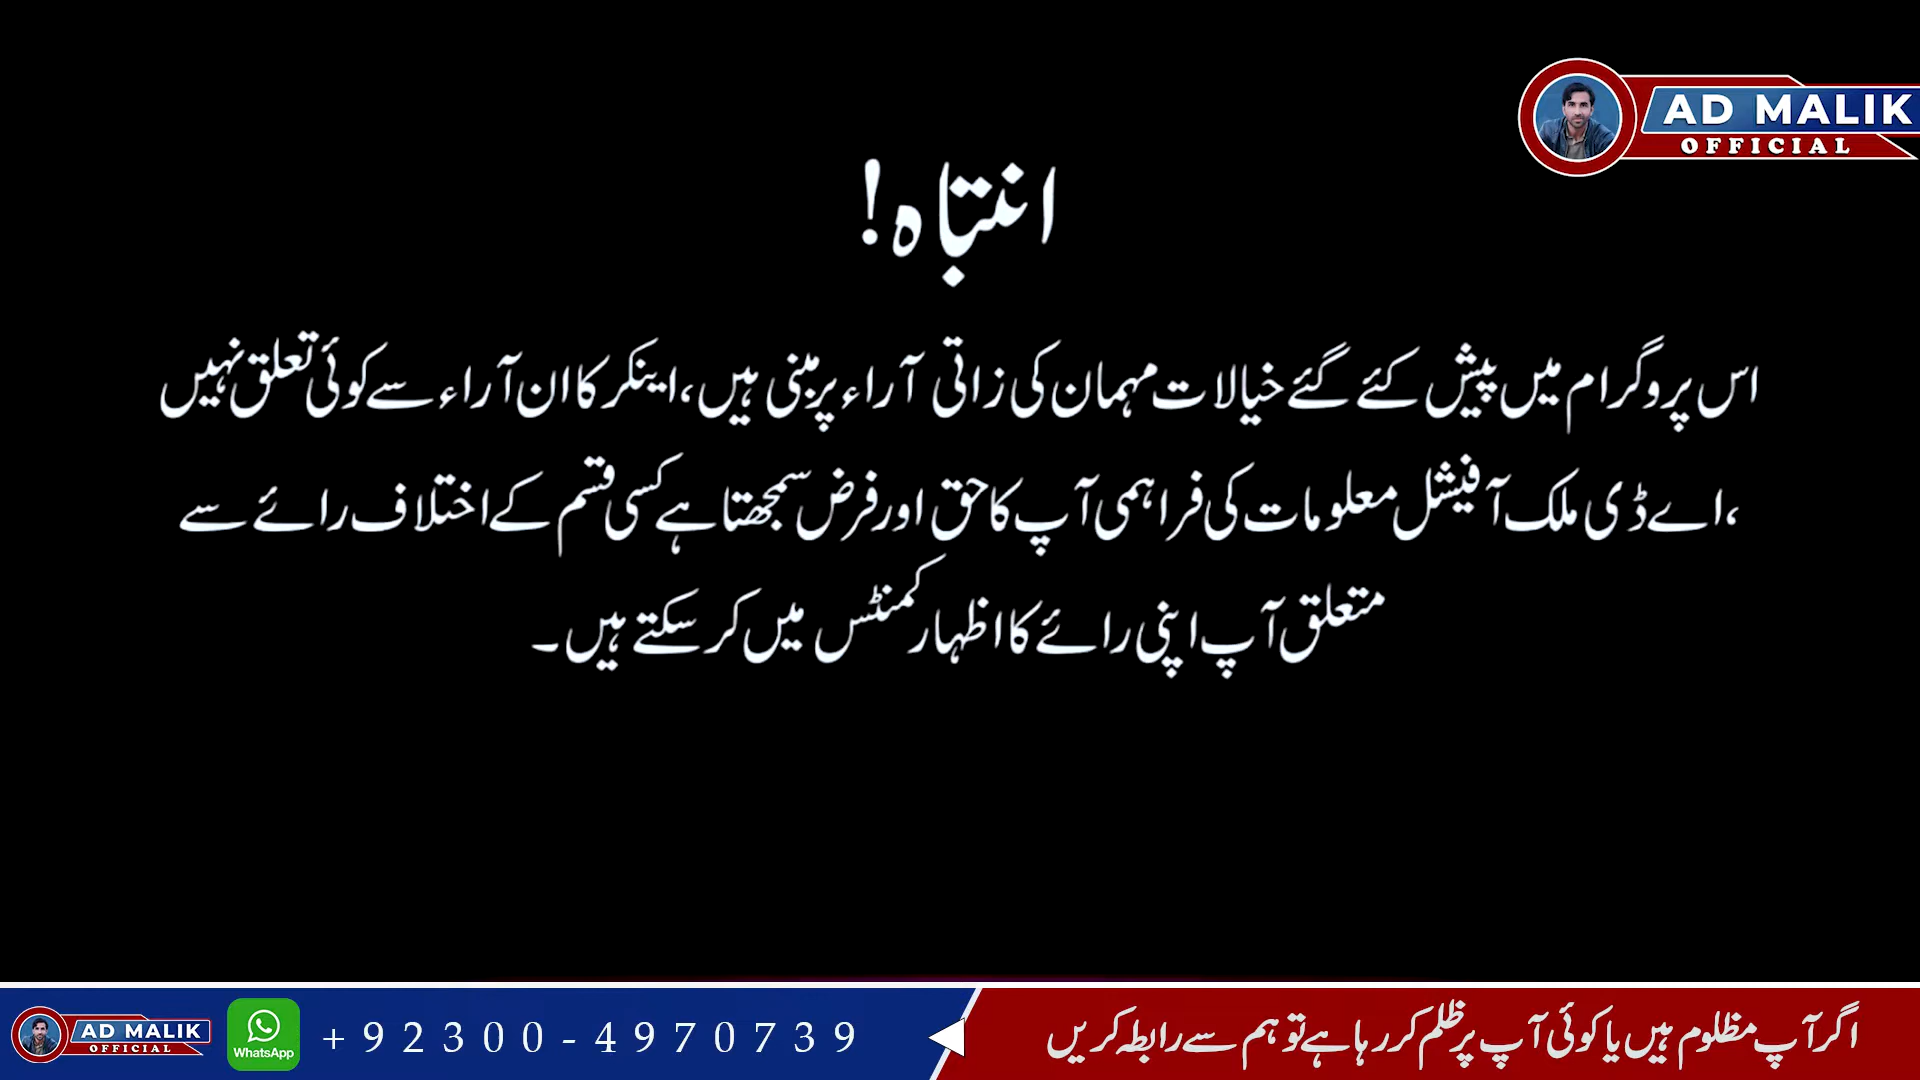 AD MALIK
OFFICIAL
انتباہ!
اس پروگرام میں پیش کئے گئے خیالات مہمان کی زاتی آراء پر مبنی ہیں، اینکر کا ان آراء سے کوئی تعلق نہیں
،اے ڈی ملک آفیشل معلومات کی فراہمی آپ کا حق اور فرض سمجھتا ہے کسی قسم کے اختلاف رائے سے
متعلق آپ اپنی رائے کا اظہار کمنٹس میں کر سکتے ہیں۔
AD MALIK
OFFICIAL
WhatsApp
+92300-4970739
اگر آپ مظلوم ہیں یا کوئی آپ پر ظلم کر رہا ہے تو ہم سے رابطہ کریں